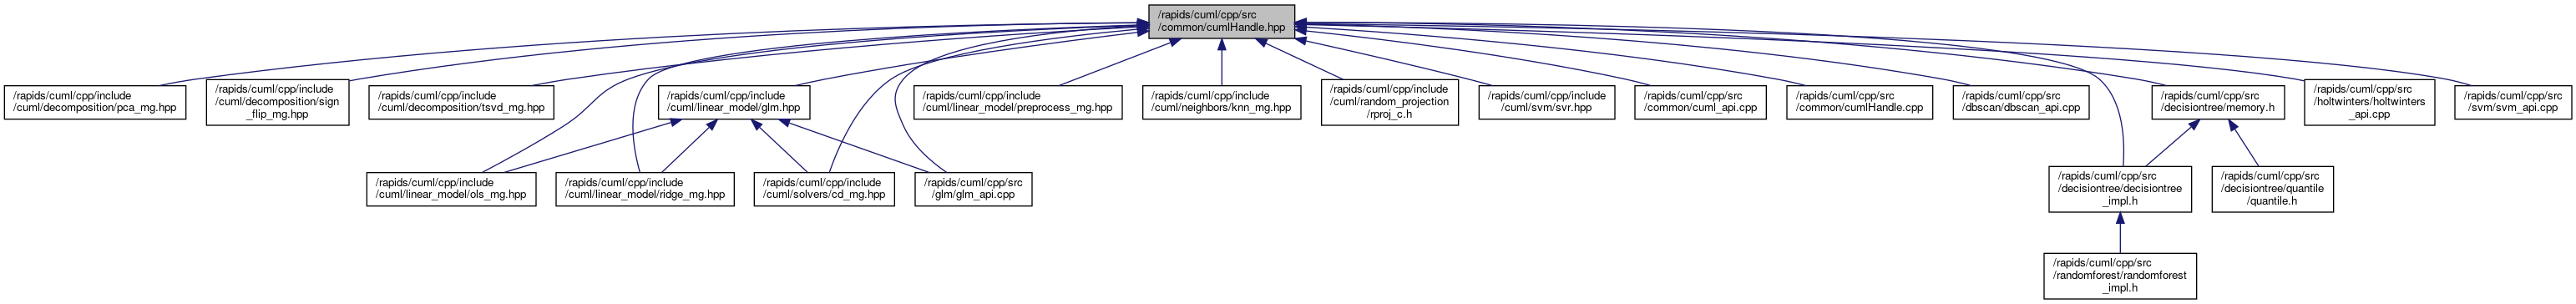 /rapids/cuml/cpp/src
/common/cumlHandle.hpp
/rapids/cuml/cpp/include
/cuml/decomposition/pca_mg.hpp
/rapids/cuml/cpp/include
/cuml/decomposition/sign
_flip_mg.hpp
/rapids/cuml/cpp/include
/cuml/decomposition/tsvd_mg.hpp
/rapids/cuml/cpp/include
/cuml/linear_model/glm.hpp
/rapids/cuml/cpp/include
/cuml/linear_model/preprocess_mg.hpp
/rapids/cuml/cpp/include
/cuml/neighbors/knn_mg.hpp
/rapids/cuml/cpp/include
/cuml/random_projection
/rproj_c.h
/rapids/cuml/cpp/include
/cuml/svm/svr.hpp
/rapids/cuml/cpp/src
/common/cuml_api.cpp
/rapids/cuml/cpp/src
/common/cumlHandle.cpp
/rapids/cuml/cpp/src
/dbscan/dbscan_api.cpp
/rapids/cuml/cpp/src
/decisiontree/memory.h
/rapids/cuml/cpp/src
/holtwinters/holtwinters
_api.cpp
/rapids/cuml/cpp/src
/svm/svm_api.cpp
/rapids/cuml/cpp/include
/cuml/linear_model/ols_mg.hpp
/rapids/cuml/cpp/include
/cuml/linear_model/ridge_mg.hpp
/rapids/cuml/cpp/include
/cuml/solvers/cd_mg.hpp
/rapids/cuml/cpp/src
/glm/glm_api.cpp
/rapids/cuml/cpp/src
/decisiontree/decisiontree
_impl.h
/rapids/cuml/cpp/src
/decisiontree/quantile
/quantile.h
/rapids/cuml/cpp/src
/randomforest/randomforest
_impl.h